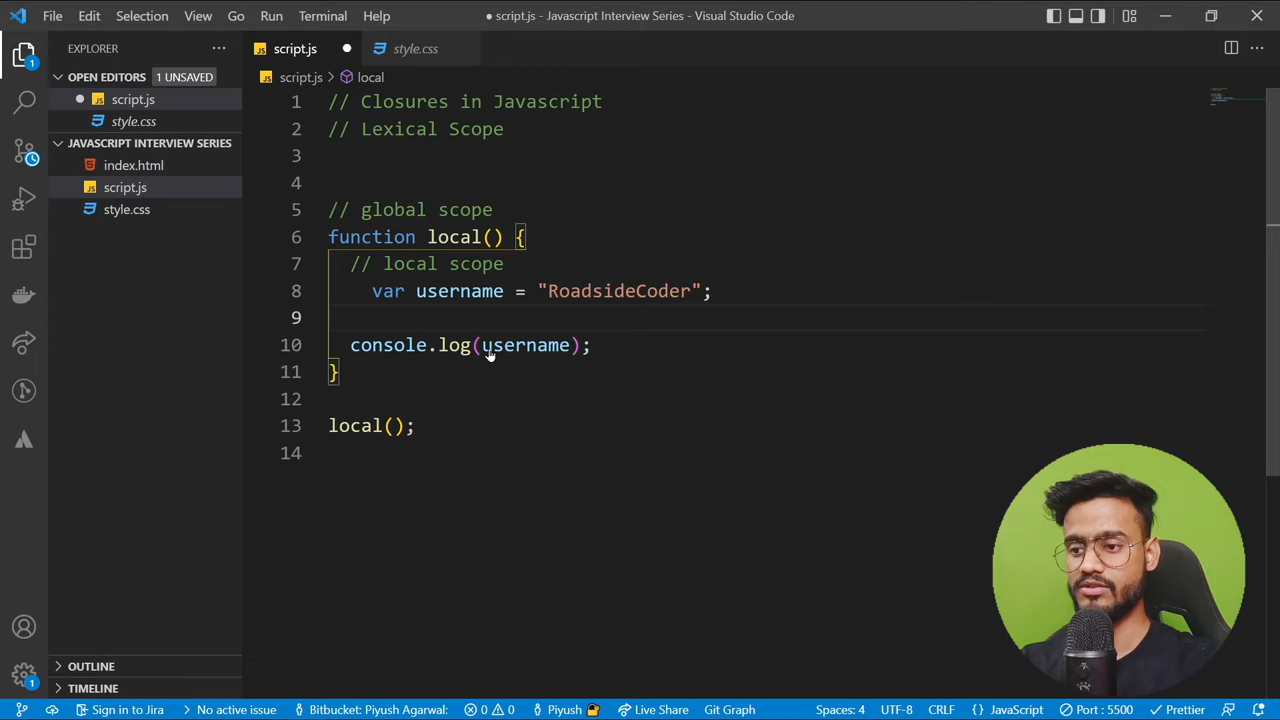 File Edit Selection View Go Run Terminal Help
● script.js - Javascript Interview Series - Visual Studio Code
EXPLORER
OPEN EDITORS 1 UNSAVED
script.js
style.css
JAVASCRIPT INTERVIEW SERIES
index.html
script.js
style.css
OUTLINE
TIMELINE
1
1
JS script.js ● style.css
JS script.js > local
1 // Closures in Javascript
2 // Lexical Scope
3
4
5 // global scope
6 function local() {
7 // local scope
8 var username = "RoadsideCoder";
9
10 console.log(username);
11 }
12
13 local();
14
Sign in to Jira No active issue Bitbucket: Piyush Agarwal: 0 0 Piyush Live Share Git Graph Spaces: 4 UTF-8 CRLF {} JavaScript Port : 5500 Prettier